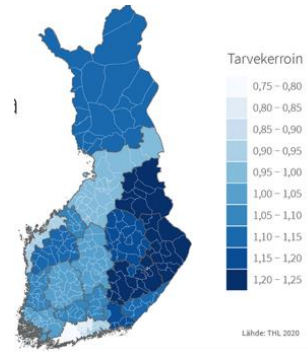 Tarvekerroin
0,75 – 0,80
0,80 – 0,85
0,85 – 0,90
0,90 – 0,95
0,95 – 1,00
1,00 – 1,05
1,05 – 1,10
1,10 – 1,15
1,15 – 1,20
1,20 – 1,25
Lähde: THL 2020